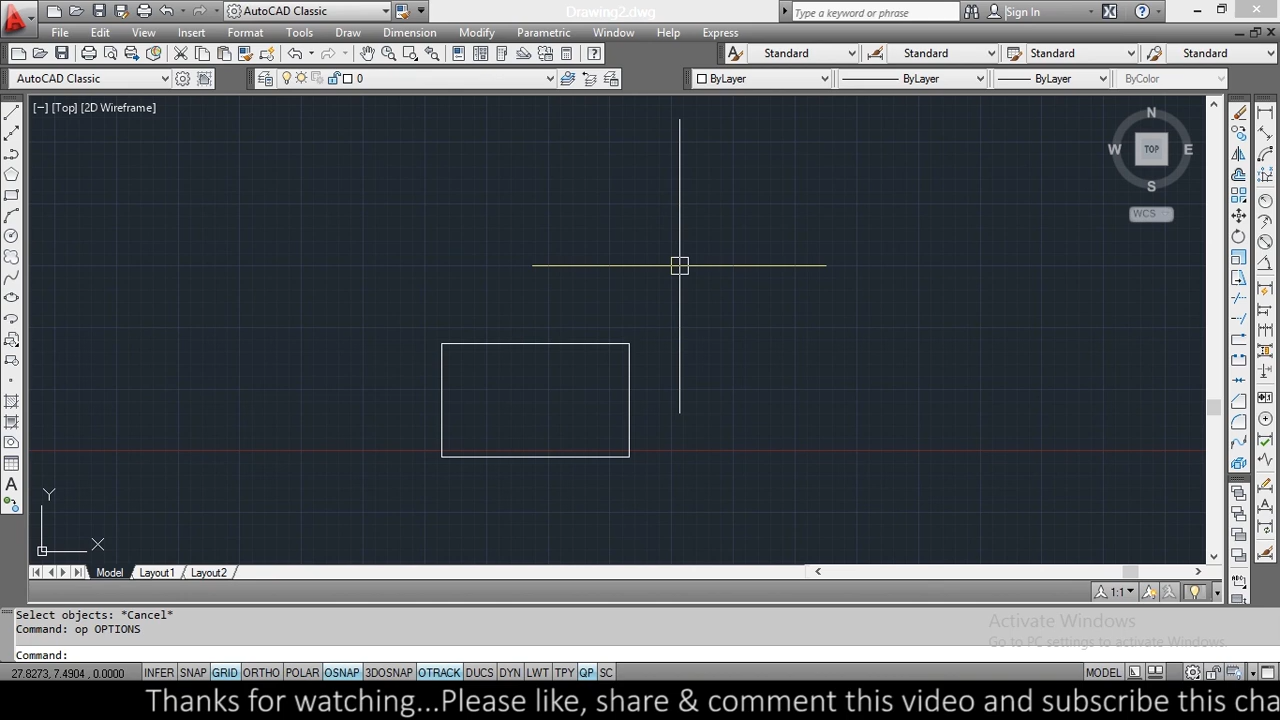 AutoCAD Classic
Drawing2.dwg
Type a keyword or phrase
Sign In
File Edit View Insert Format Tools Draw Dimension Modify Parametric Window Help Express
Standard Standard Standard Standard
AutoCAD Classic
0
ByLayer ByLayer ByLayer ByColor
[−] [Top] [2D Wireframe]
N
W TOP E
S
WCS
Y
X
Model Layout1 Layout2
1:1
Select objects: *Cancel*
Command: op OPTIONS
Activate Windows
Go to PC settings to activate Windows.
Command:
27.8273, 7.4904, 0.0000 INFER SNAP GRID ORTHO POLAR OSNAP 3DOSNAP OTRACK DUCS DYN LWT TPY QP SC MODEL
Thanks for watching...Please like, share & comment this video and subscribe this cha